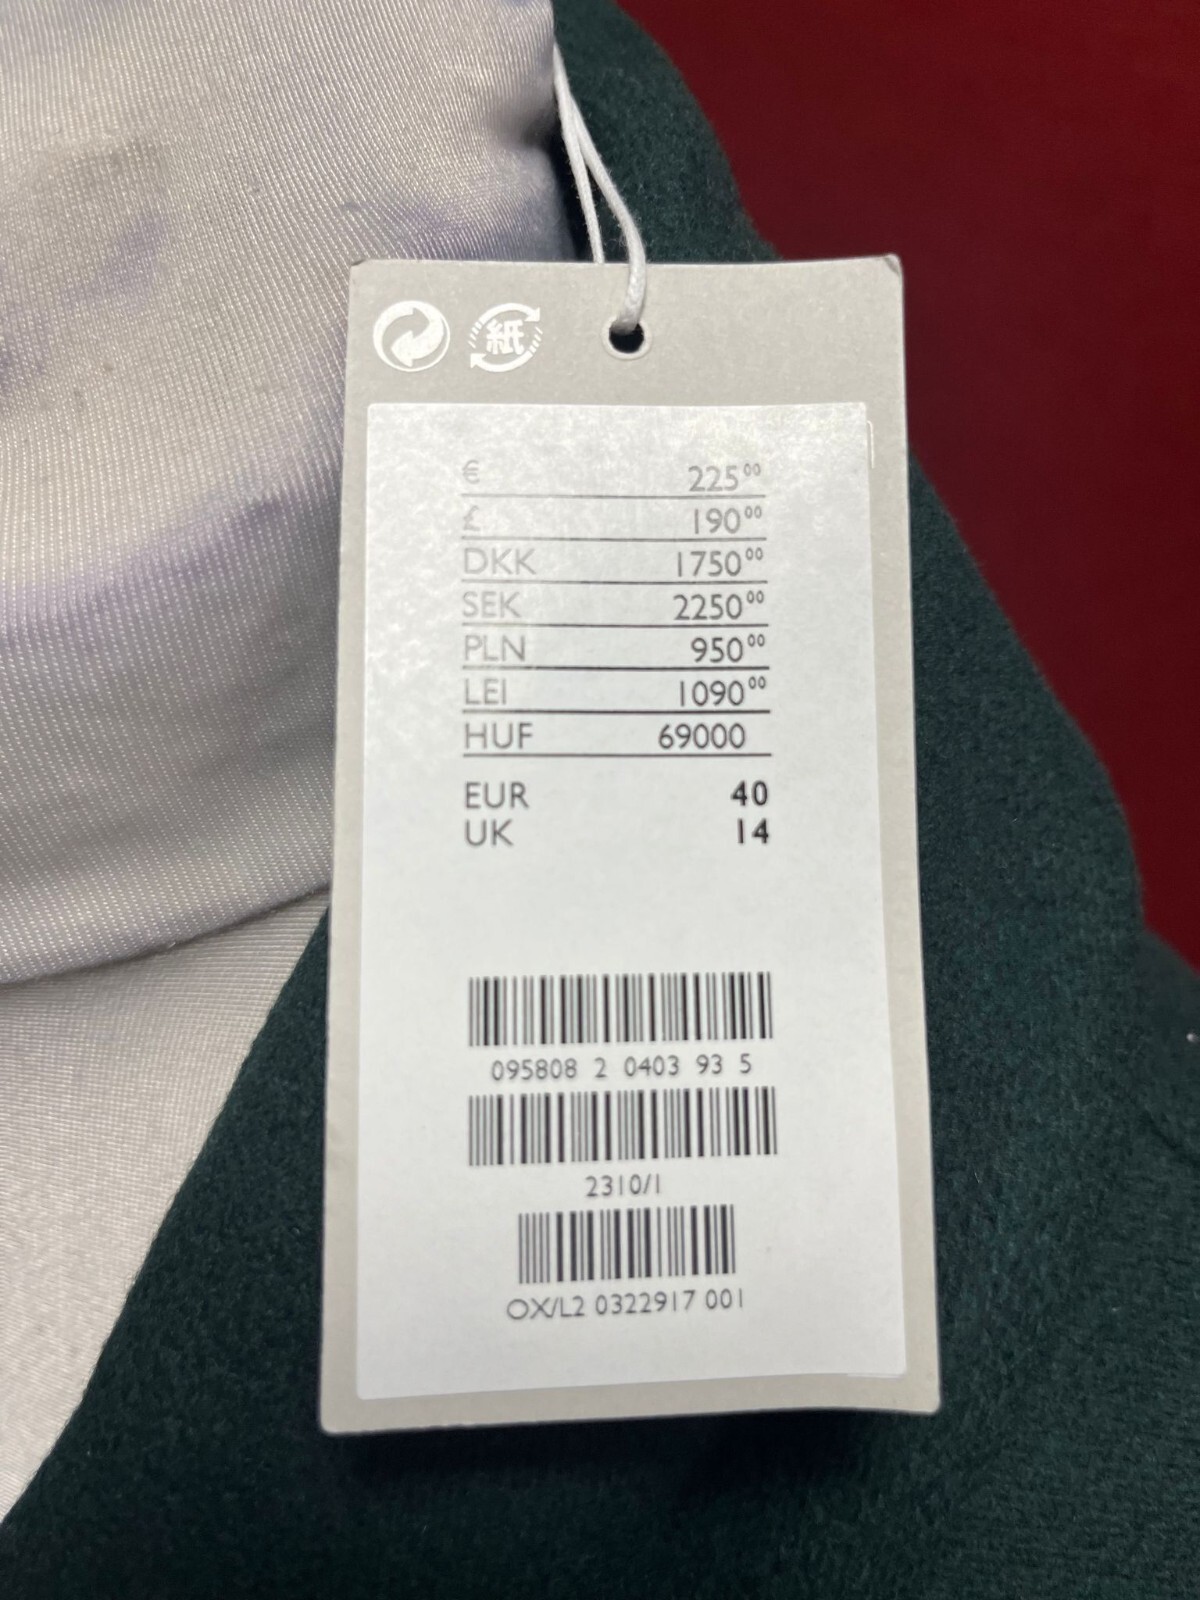 紙
€ 225⁰⁰
£ 190⁰⁰
DKK 1750⁰⁰
SEK 2250⁰⁰
PLN 950⁰⁰
LEI 1090⁰⁰
HUF 69000
EUR 40
UK 14
095808 2 0403 93 5
2310/1
OX/L2 0322917 001